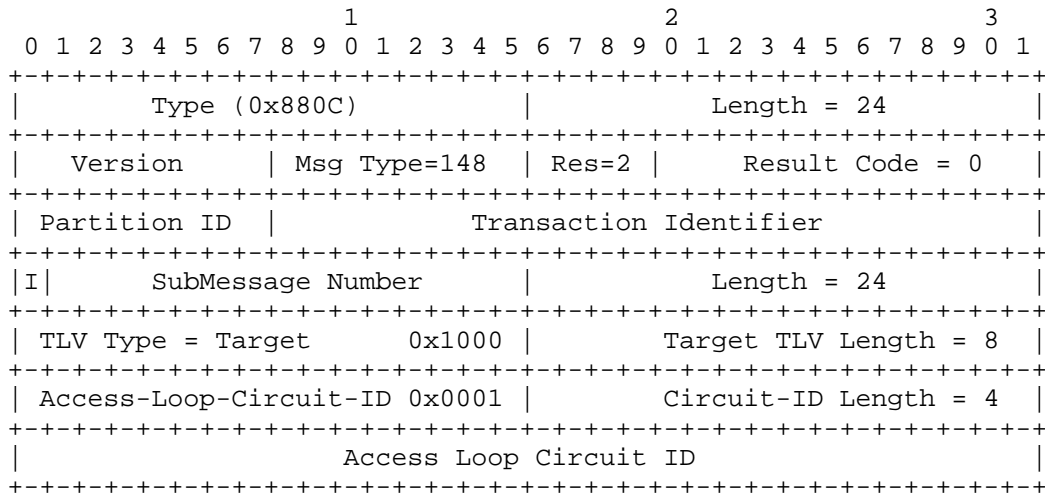 1                   2                   3
 0 1 2 3 4 5 6 7 8 9 0 1 2 3 4 5 6 7 8 9 0 1 2 3 4 5 6 7 8 9 0 1
+-+-+-+-+-+-+-+-+-+-+-+-+-+-+-+-+-+-+-+-+-+-+-+-+-+-+-+-+-+-+-+-+
|        Type (0x880C)          |           Length = 24         |
+-+-+-+-+-+-+-+-+-+-+-+-+-+-+-+-+-+-+-+-+-+-+-+-+-+-+-+-+-+-+-+-+
|   Version     | Msg Type=148  | Res=2 |     Result Code = 0   |
+-+-+-+-+-+-+-+-+-+-+-+-+-+-+-+-+-+-+-+-+-+-+-+-+-+-+-+-+-+-+-+-+
| Partition ID  |            Transaction Identifier             |
+-+-+-+-+-+-+-+-+-+-+-+-+-+-+-+-+-+-+-+-+-+-+-+-+-+-+-+-+-+-+-+-+
|I|      SubMessage Number      |           Length = 24         |
+-+-+-+-+-+-+-+-+-+-+-+-+-+-+-+-+-+-+-+-+-+-+-+-+-+-+-+-+-+-+-+-+
| TLV Type = Target      0x1000 |        Target TLV Length = 8  |
+-+-+-+-+-+-+-+-+-+-+-+-+-+-+-+-+-+-+-+-+-+-+-+-+-+-+-+-+-+-+-+-+
| Access-Loop-Circuit-ID 0x0001 |        Circuit-ID Length = 4  |
+-+-+-+-+-+-+-+-+-+-+-+-+-+-+-+-+-+-+-+-+-+-+-+-+-+-+-+-+-+-+-+-+
|                    Access Loop Circuit ID                     |
+-+-+-+-+-+-+-+-+-+-+-+-+-+-+-+-+-+-+-+-+-+-+-+-+-+-+-+-+-+-+-+-+